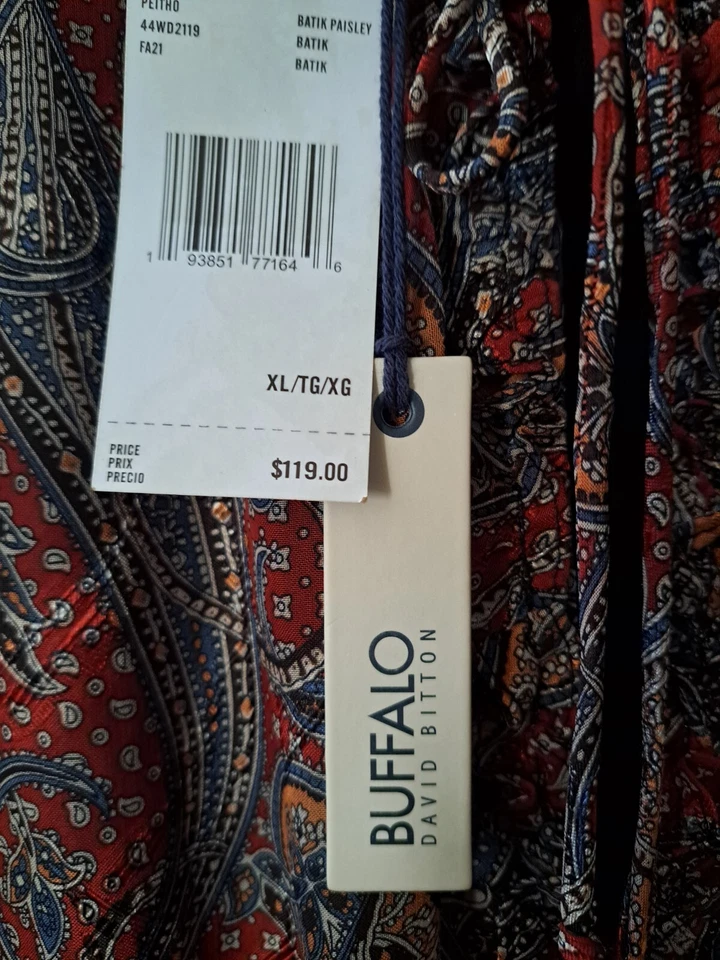 PEITHO
44WD2119
FA21
BATIK PAISLEY
BATIK
BATIK
1 93851 77164 6
XL/TG/XG
PRICE
PRIX
PRECIO
$119.00
BUFFALO
DAVID BITTON